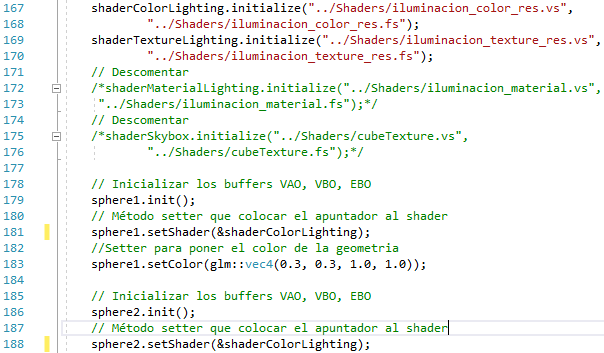 167 shaderColorLighting.initialize("../Shaders/iluminacion_color_res.vs",
168 "../Shaders/iluminacion_color_res.fs");
169 shaderTextureLighting.initialize("../Shaders/iluminacion_texture_res.vs",
170 "../Shaders/iluminacion_texture_res.fs");
171 // Descomentar
172 /*shaderMaterialLighting.initialize("../Shaders/iluminacion_material.vs",
173 "../Shaders/iluminacion_material.fs");*/
174 // Descomentar
175 /*shaderSkybox.initialize("../Shaders/cubeTexture.vs",
176 "../Shaders/cubeTexture.fs");*/
177
178 // Inicializar los buffers VAO, VBO, EBO
179 sphere1.init();
180 // Método setter que colocar el apuntador al shader
181 sphere1.setShader(&shaderColorLighting);
182 //Setter para poner el color de la geometria
183 sphere1.setColor(glm::vec4(0.3, 0.3, 1.0, 1.0));
184
185 // Inicializar los buffers VAO, VBO, EBO
186 sphere2.init();
187 // Método setter que colocar el apuntador al shader
188 sphere2.setShader(&shaderColorLighting);